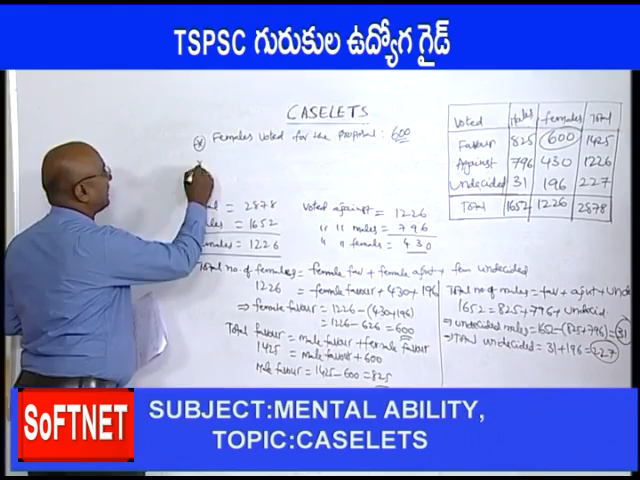 TSPSC గురుకుల ఉద్యోగ గైడ్
CASELETS
Females voted for the proposal: 600
= 2878
= 1652
= 1226
Voted against = 1226
" " males = 796
" " females = 430
Total no. of females = female fav + female agnst + fem undecided
1226 = female favour + 430 + 196
⇒ female favour = 1226 - (430+196)
= 1226 - 626 = 600
Total favour = male favour + female favour
1425 = male favour + 600
Male favour = 1425 - 600 = 825
Voted Males females Total
Favour 825 600 1425
Against 796 430 1226
Undecided 31 196 227
Total 1652 1226 2878
Total no. of males = fav + agnst + undecid
1652 = 825 + 796 + undecid
⇒ undecided males = 1652 - (825+796) = 31
⇒ Total undecided = 31 + 196 = 227
SoFTNET
SUBJECT:MENTAL ABILITY,
TOPIC:CASELETS